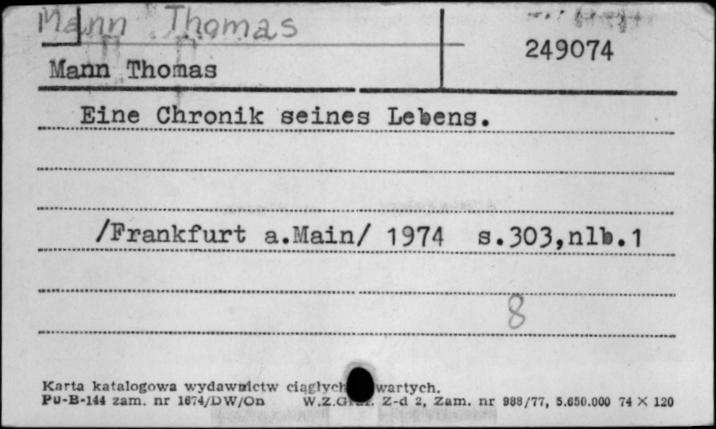 Mann Thomas
249074
Mann Thomas
Eine Chronik seines Lebens.
/Frankfurt a.Main/ 1974 s.303,nlb.1
8
Karta katalogowa wydawnictw ciągłych wartych.
PU-B-144 zam. nr 1674/DW/On W.Z.Graf. Z-d 2, Zam. nr 988/77, 5.650.000 74 × 120